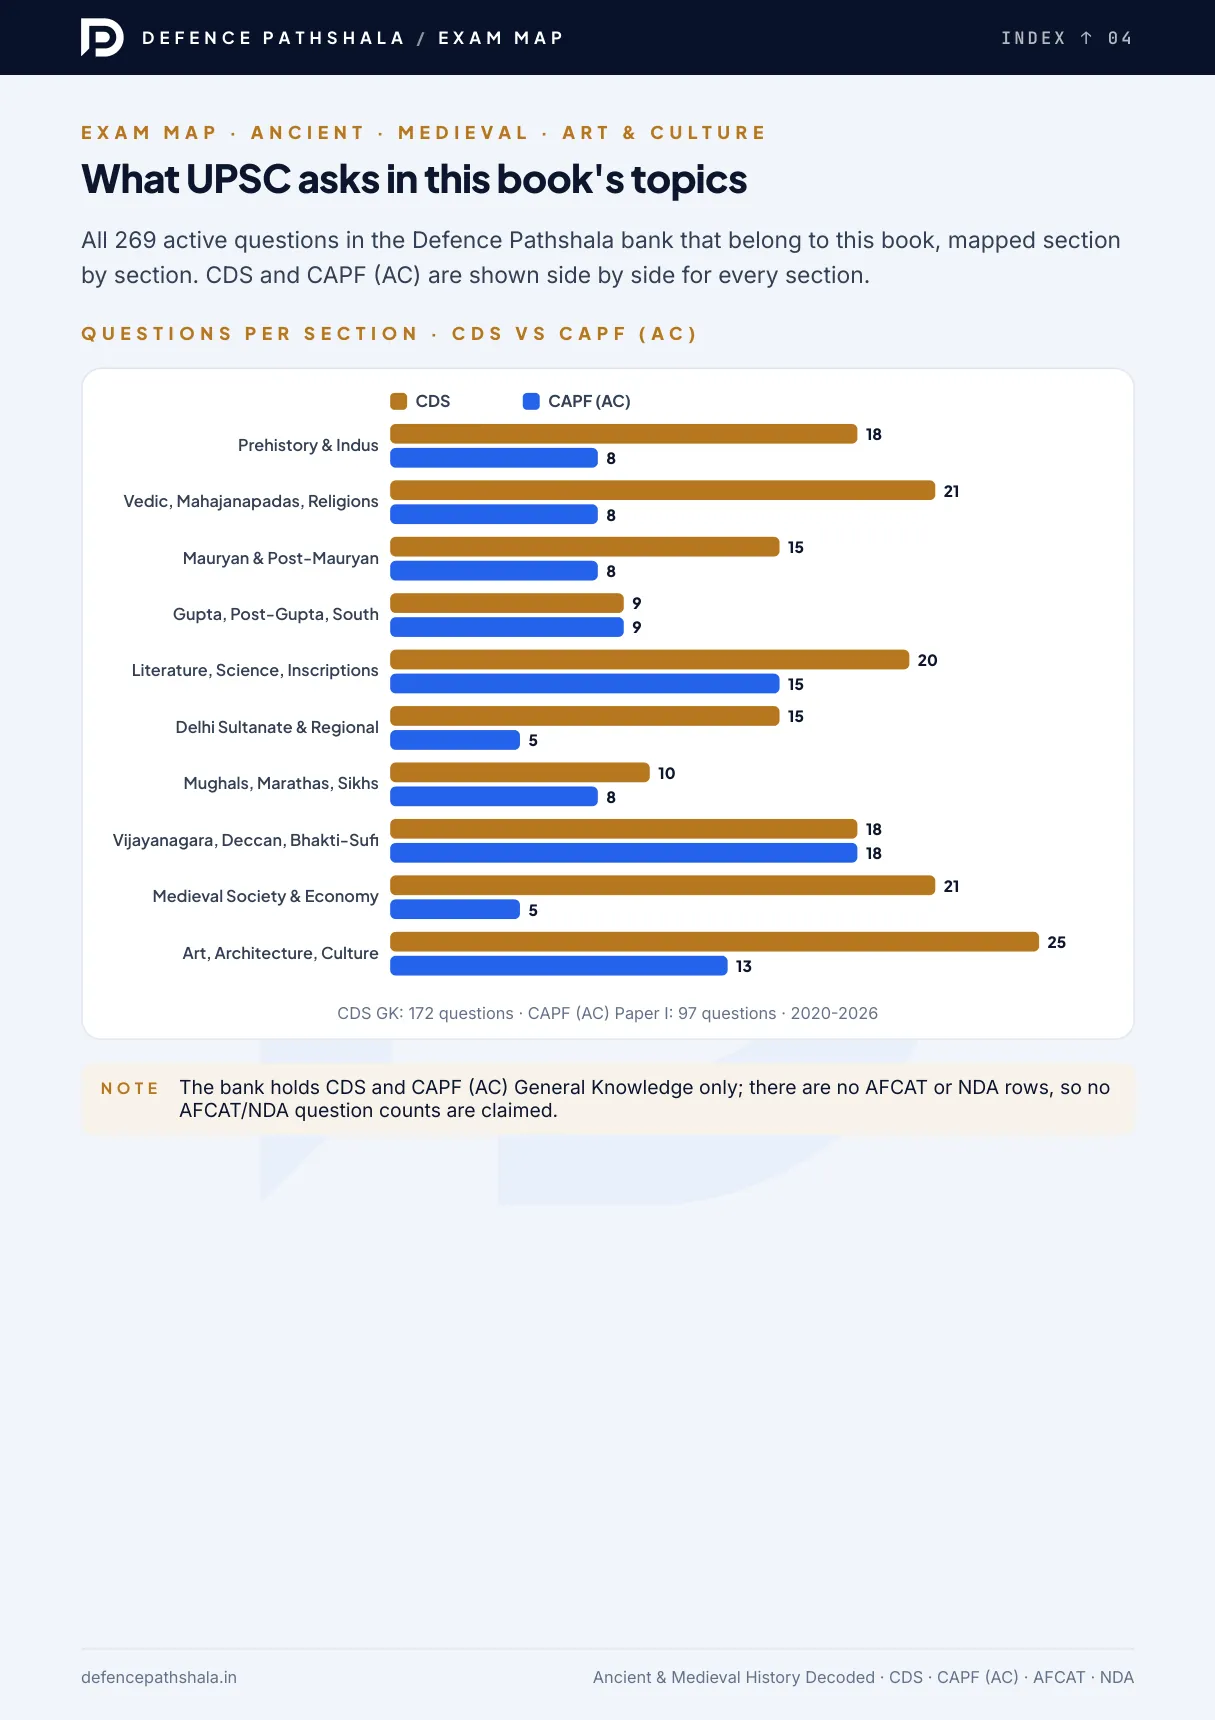 DEFENCE PATHSHALA / EXAM MAP
INDEX ↑ 04
EXAM MAP · ANCIENT · MEDIEVAL · ART & CULTURE
What UPSC asks in this book's topics
All 269 active questions in the Defence Pathshala bank that belong to this book, mapped section
by section. CDS and CAPF (AC) are shown side by side for every section.
QUESTIONS PER SECTION · CDS VS CAPF (AC)
CDS
CAPF (AC)
Prehistory & Indus
18
8
Vedic, Mahajanapadas, Religions
21
8
Mauryan & Post-Mauryan
15
8
Gupta, Post-Gupta, South
9
9
Literature, Science, Inscriptions
20
15
Delhi Sultanate & Regional
15
5
Mughals, Marathas, Sikhs
10
8
Vijayanagara, Deccan, Bhakti-Sufi
18
18
Medieval Society & Economy
21
5
Art, Architecture, Culture
25
13
CDS GK: 172 questions · CAPF (AC) Paper I: 97 questions · 2020-2026
NOTE
The bank holds CDS and CAPF (AC) General Knowledge only; there are no AFCAT or NDA rows, so no
AFCAT/NDA question counts are claimed.
defencepathshala.in
Ancient & Medieval History Decoded · CDS · CAPF (AC) · AFCAT · NDA